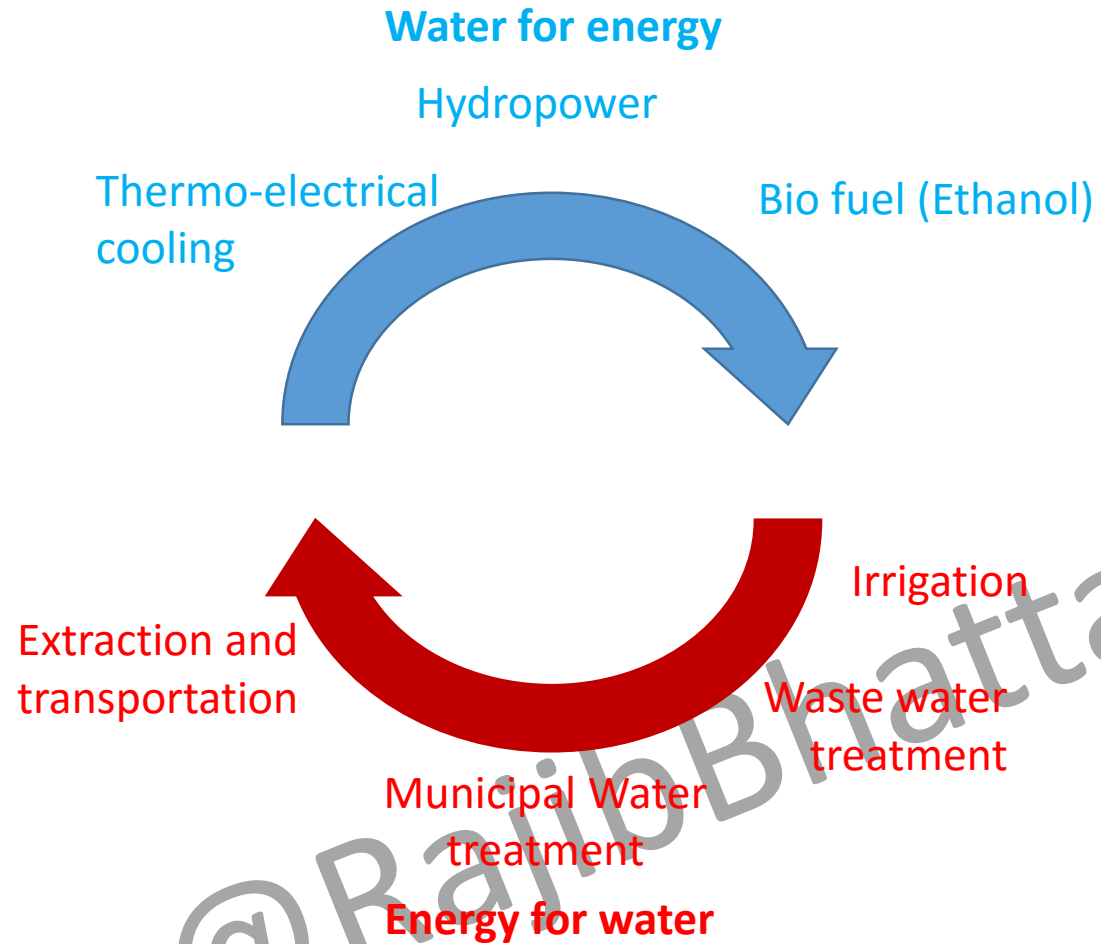 Water for energy
Hydropower
Thermo-electrical
cooling
Bio fuel (Ethanol)
Irrigation
Extraction and
transportation
Waste water
treatment
Municipal Water
treatment
Energy for water